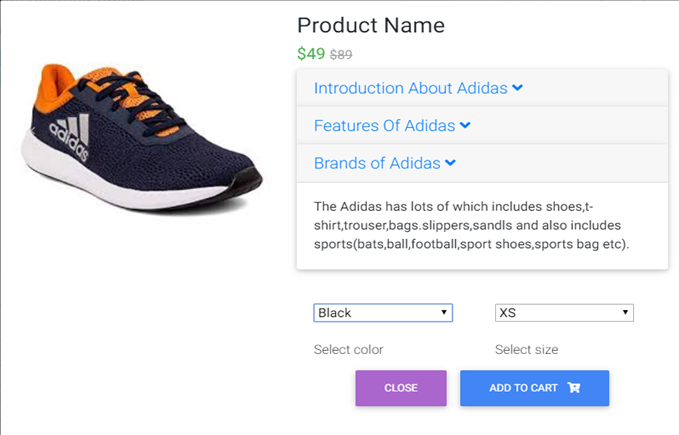 Product Name
$49 $89
Introduction About Adidas
Features Of Adidas
Brands of Adidas
The Adidas has lots of which includes shoes,t-
shirt,trouser,bags.slippers,sandls and also includes
sports(bats,ball,football,sport shoes,sports bag etc).
adidas
Black XS
Select color Select size
CLOSE ADD TO CART